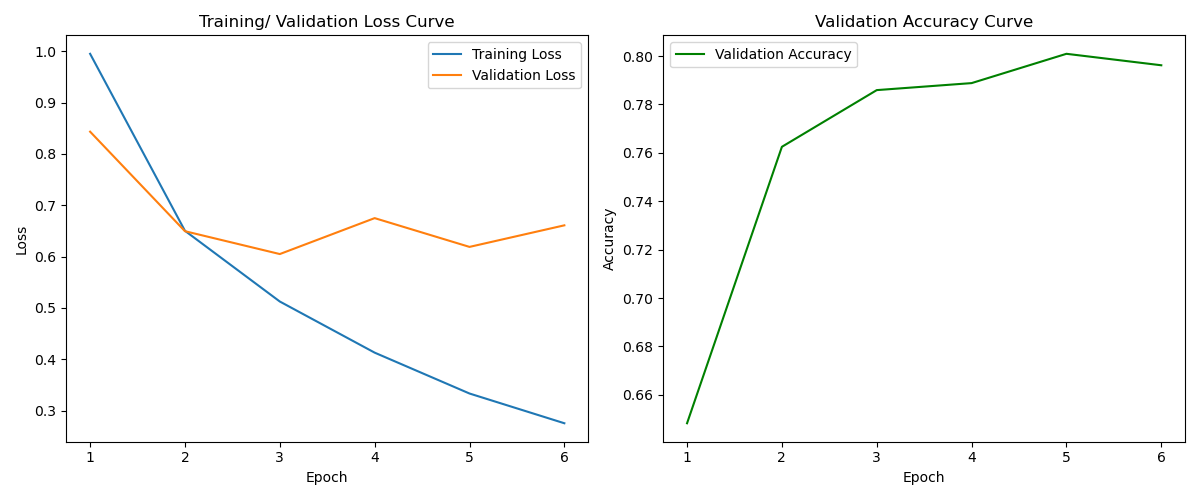 Training/ Validation Loss Curve
Training Loss
Validation Loss
1.0
0.9
0.8
0.7
0.6
0.5
0.4
0.3
Loss
1 2 3 4 5 6
Epoch
Validation Accuracy Curve
Validation Accuracy
0.80
0.78
0.76
0.74
0.72
0.70
0.68
0.66
Accuracy
1 2 3 4 5 6
Epoch